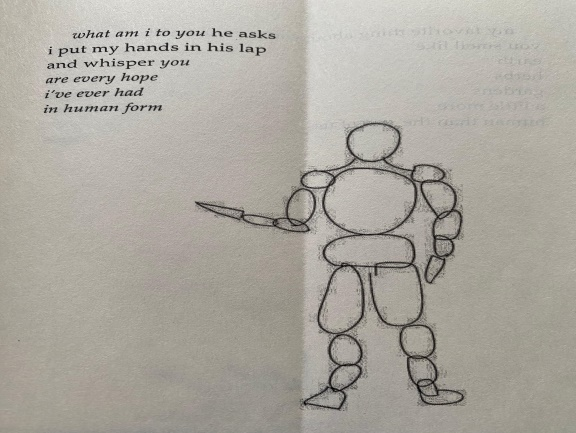 what am i to you he asks
i put my hands in his lap
and whisper you
are every hope
i've ever had
in human form